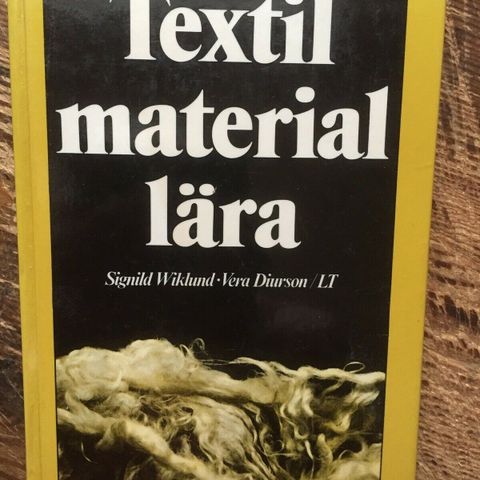 Textil
material
lära
Signild Wiklund · Vera Diurson / LT